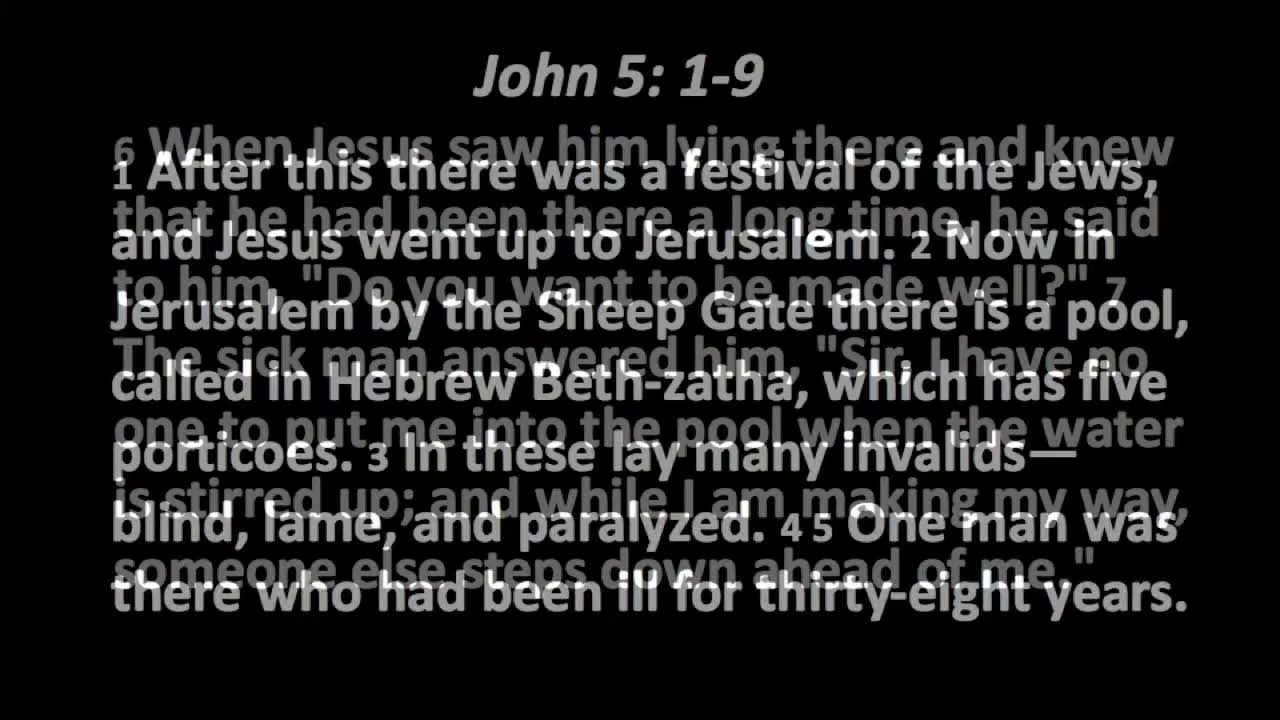 John 5: 1-9
1 After this there was a festival of the Jews,
and Jesus went up to Jerusalem. 2 Now in
Jerusalem by the Sheep Gate there is a pool,
called in Hebrew Beth-zatha, which has five
porticoes. 3 In these lay many invalids—
blind, lame, and paralyzed. 4 5 One man was
there who had been ill for thirty-eight years.
6 When Jesus saw him lying there and knew
that he had been there a long time, he said
to him, "Do you want to be made well?" 7
The sick man answered him, "Sir, I have no
one to put me into the pool when the water
is stirred up; and while I am making my way,
someone else steps down ahead of me."